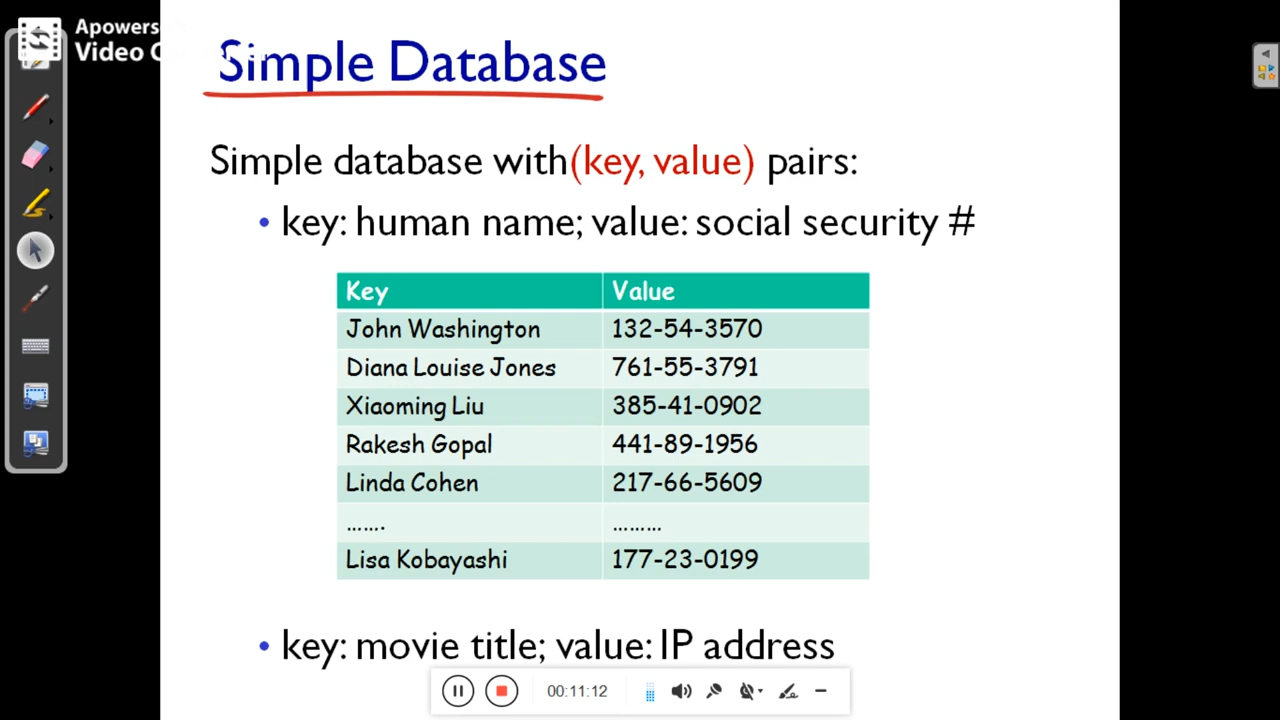 Apowers
Video C
Simple Database
Simple database with(key, value) pairs:
• key: human name; value: social security #
Key Value
John Washington 132-54-3570
Diana Louise Jones 761-55-3791
Xiaoming Liu 385-41-0902
Rakesh Gopal 441-89-1956
Linda Cohen 217-66-5609
....... .........
Lisa Kobayashi 177-23-0199
• key: movie title; value: IP address
00:11:12